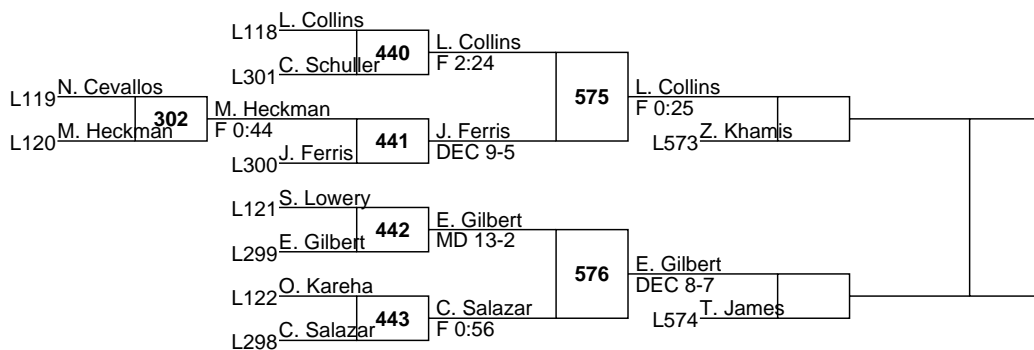 L118 L. Collins
440
L. Collins
F 2:24
L301 C. Schuller
L119 N. Cevallos
302
M. Heckman
F 0:44
L120 M. Heckman
441
J. Ferris
DEC 9-5
L300 J. Ferris
575
L. Collins
F 0:25
L573 Z. Khamis
L121 S. Lowery
442
E. Gilbert
MD 13-2
L299 E. Gilbert
576
E. Gilbert
DEC 8-7
L574 T. James
L122 O. Kareha
443
C. Salazar
F 0:56
L298 C. Salazar